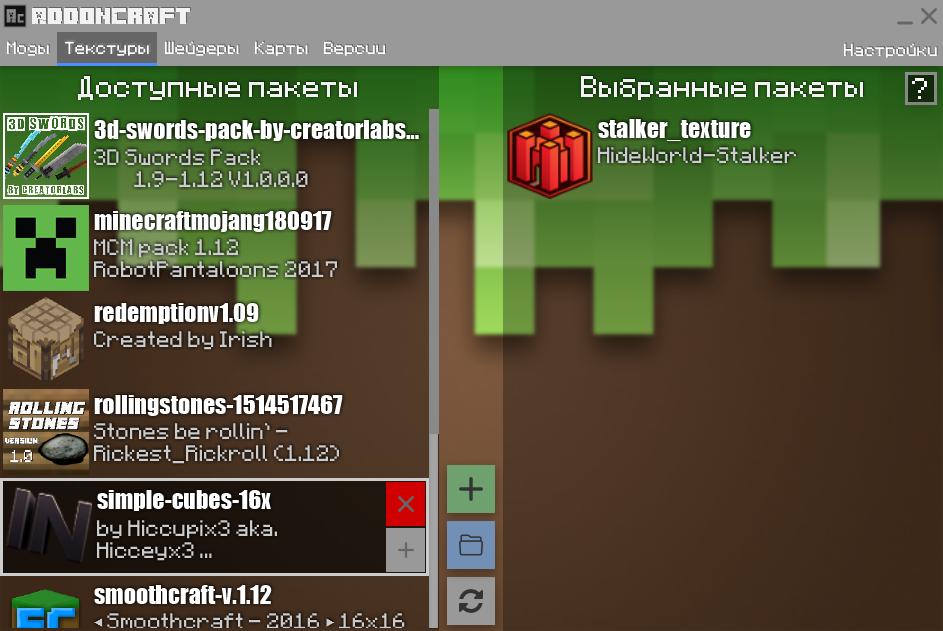 Ac ADDONCRAFT
Моды Текстуры Шейдеры Карты Версии Настройки
Доступные пакеты
3D SWORDS
BY CREATORLABS
3d-swords-pack-by-creatorlabs...
3D Swords Pack
1.9-1.12 V1.0.0.0
minecraftmojang180917
MCM pack 1.12
RobotPantaloons 2017
redemptionv1.09
Created by Irish
ROLLING
STONES
VERSION
1.0
rollingstones-1514517467
Stones be rollin` -
Rickest_Rickroll (1.12)
IN
simple-cubes-16x
by Hiccupix3 aka.
Hicceyx3 ...
SC
smoothcraft-v.1.12
◂Smoothcraft - 2016 ▸16x16
Выбранные пакеты
?
stalker_texture
HideWorld-Stalker